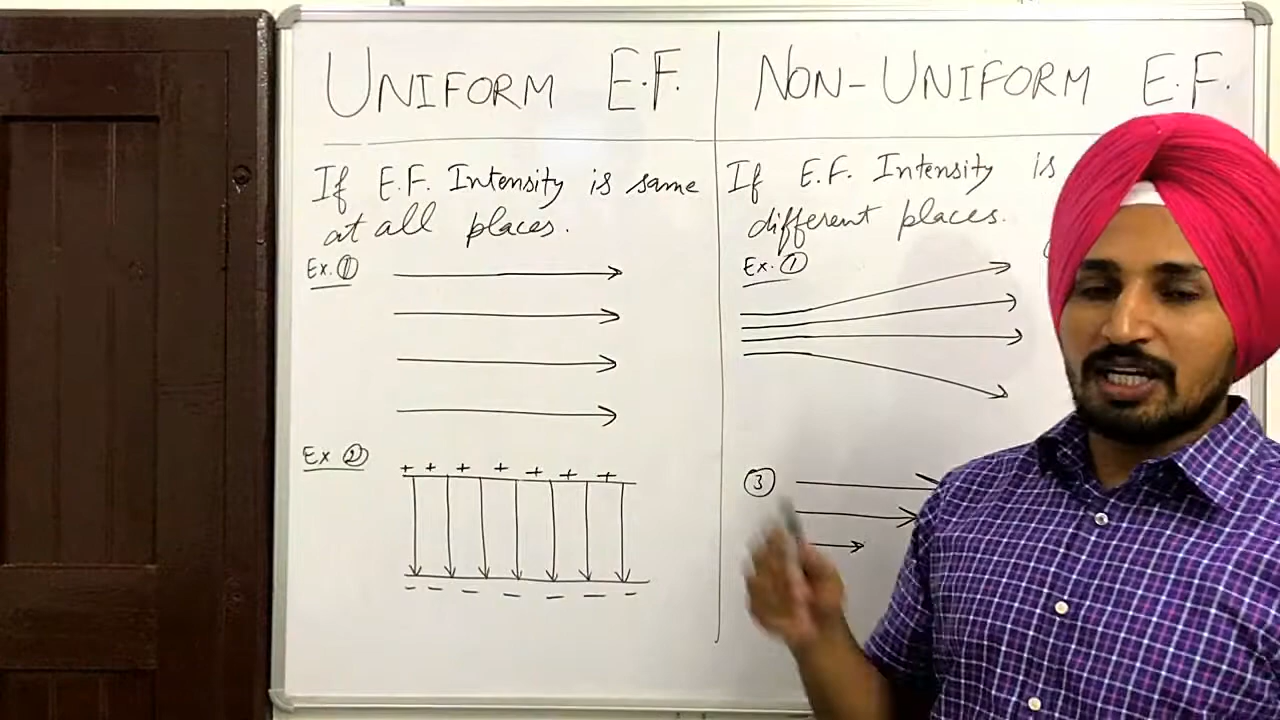 UNIFORM E.F.
If E.F. Intensity is same
at all places.
Ex. ①
Ex ②
+ + + + + + +
– – – – – – –
NON-UNIFORM E.F.
If E.F. Intensity is
different places.
Ex. ①
③